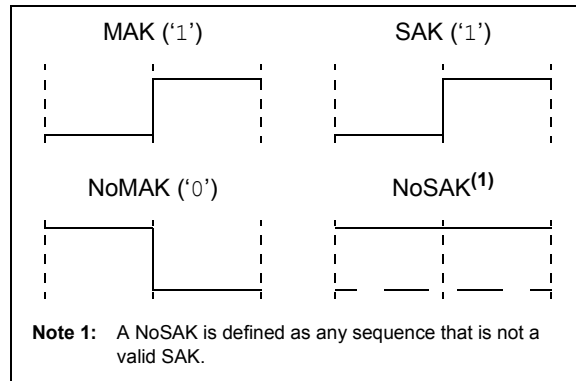 MAK (‘1’) SAK (‘1’)
NoMAK (‘0’) NoSAK(1)
Note 1: A NoSAK is defined as any sequence that is not a
valid SAK.